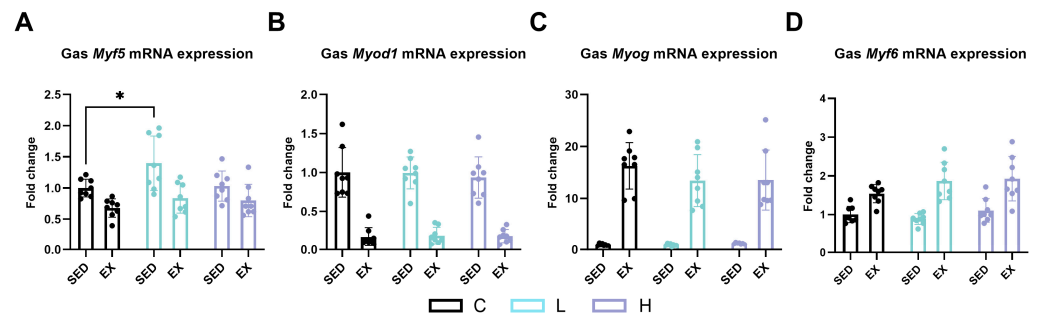 A
B
C
D
Gas Myf5 mRNA expression
Gas Myod1 mRNA expression
Gas Myog mRNA expression
Gas Myf6 mRNA expression
Fold change
2.5
2.0
1.5
1.0
0.5
0.0
*
SED
EX
SED
EX
SED
EX
Fold change
2.0
1.5
1.0
0.5
0.0
SED
EX
SED
EX
SED
EX
Fold change
30
20
10
0
SED
EX
SED
EX
SED
EX
Fold change
4
3
2
1
0
SED
EX
SED
EX
SED
EX
C
L
H